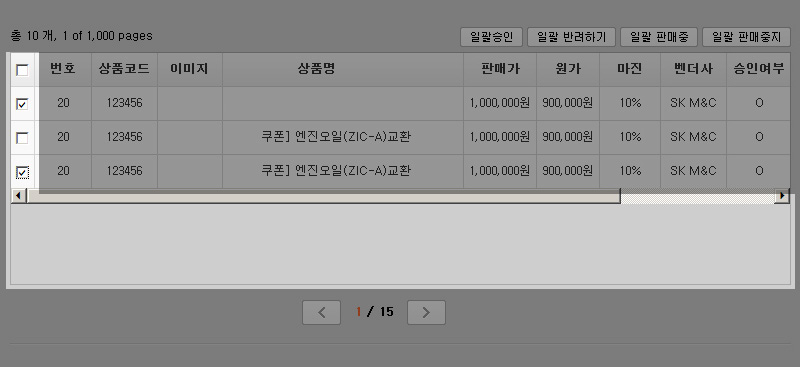 총 10 개, 1 of 1,000 pages 일괄승인 일괄 반려하기 일괄 판매중 일괄 판매중지
번호 상품코드 이미지 상품명 판매가 원가 마진 벤더사 승인여부
20 123456 1,000,000원 900,000원 10% SK M&C O
20 123456 쿠폰] 엔진오일(ZIC-A)교환 1,000,000원 900,000원 10% SK M&C O
20 123456 쿠폰] 엔진오일(ZIC-A)교환 1,000,000원 900,000원 10% SK M&C O
1 / 15